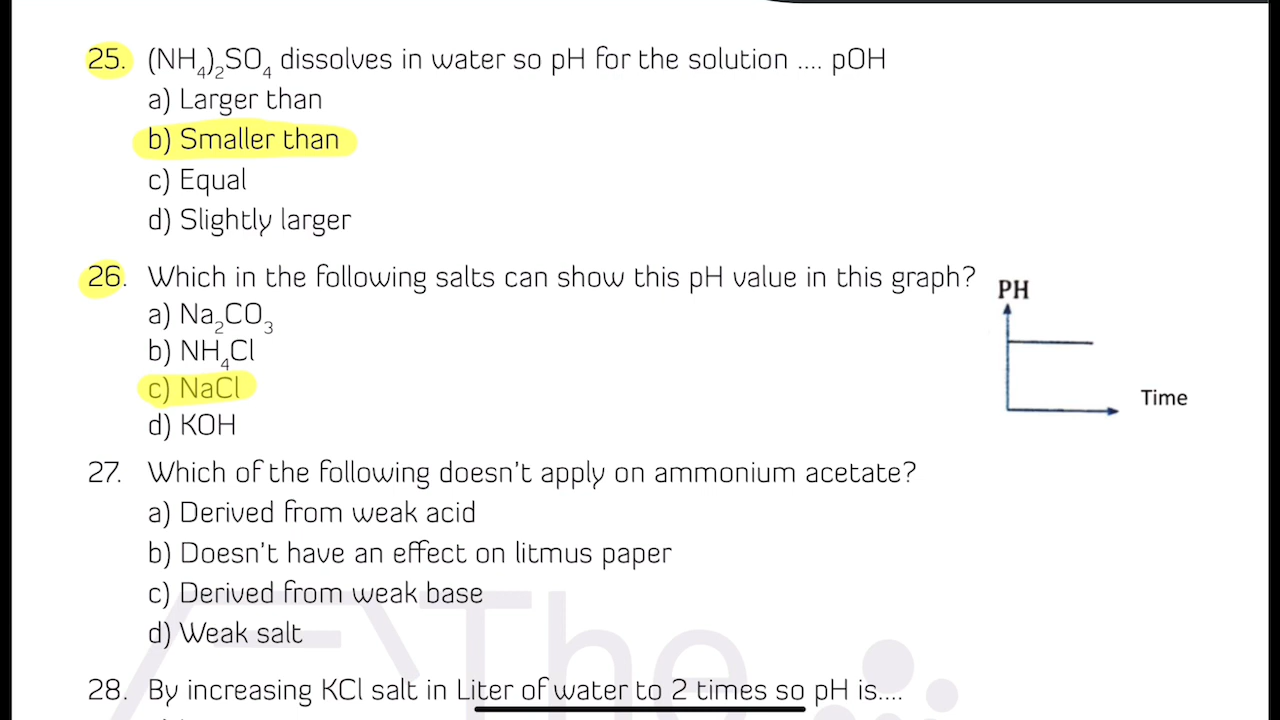 25. (NH₄)₂SO₄ dissolves in water so pH for the solution .... pOH
a) Larger than
b) Smaller than
c) Equal
d) Slightly larger
26. Which in the following salts can show this pH value in this graph?
a) Na₂CO₃
b) NH₄Cl
c) NaCl
d) KOH
PH
Time
27. Which of the following doesn't apply on ammonium acetate?
a) Derived from weak acid
b) Doesn't have an effect on litmus paper
c) Derived from weak base
d) Weak salt
The
28. By increasing KCl salt in Liter of water to 2 times so pH is....